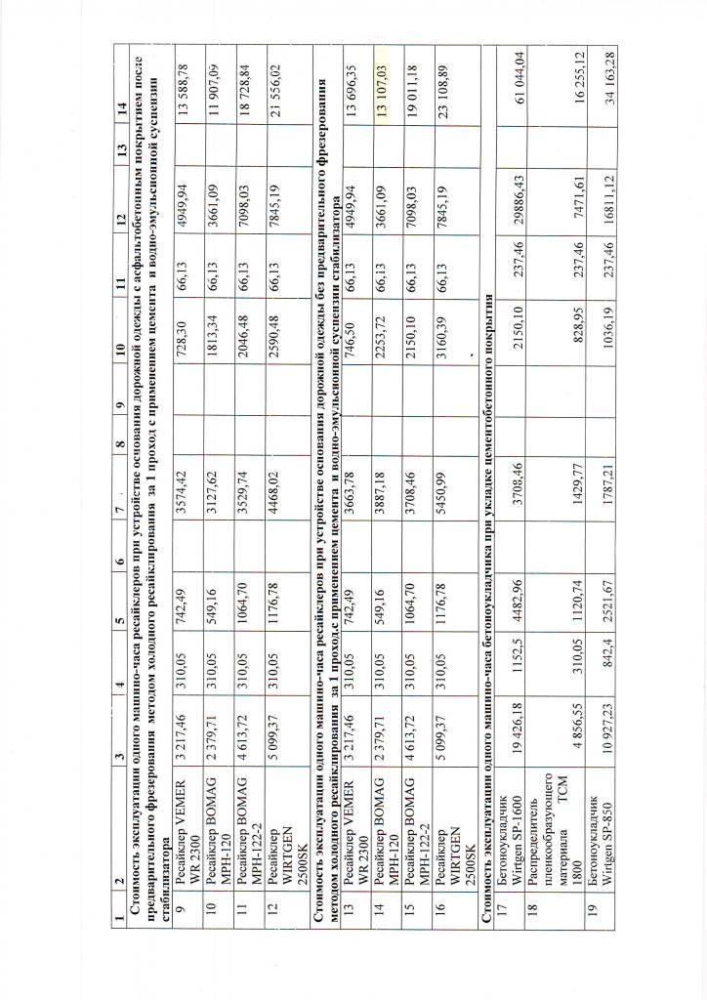 1 2 3 4 5 6 7 8 9 10 11 12 13 14
Стоимость эксплуатации одного машино-часа ресайклеров при устройстве основания дорожной одежды с асфальтобетонным покрытием после
предварительного фрезерования методом холодного ресайклирования за 1 проход с применением цемента и водно-эмульсионной суспензии
стабилизатора
9 Ресайклер VEMER 3 217,46 310,05 742,49 3574,42 728,30 66,13 4949,94 13 588,78
WR 2300
10 Ресайклер BOMAG 2 379,71 310,05 549,16 3127,62 1813,34 66,13 3661,09 11 907,09
MPH-120
11 Ресайклер BOMAG 4 613,72 310,05 1064,70 3529,74 2046,48 66,13 7098,03 18 728,84
MPH-122-2
12 Ресайклер 5 099,37 310,05 1176,78 4468,02 2590,48 66,13 7845,19 21 556,02
WIRTGEN
2500SK
Стоимость эксплуатации одного машино-часа ресайклеров при устройстве основания дорожной одежды без предварительного фрезерования
методом холодного ресайклирования за 1 проход.с применением цемента и водно-эмульсионной суспензии стабилизатора
13 Ресайклер VEMER 3 217,46 310,05 742,49 3663,78 746,50 66,13 4949,94 13 696,35
WR 2300
14 Ресайклер BOMAG 2 379,71 310,05 549,16 3887,18 2253,72 66,13 3661,09 13 107,03
MPH-120
15 Ресайклер BOMAG 4 613,72 310,05 1064,70 3708,46 2150,10 66,13 7098,03 19 011,18
MPH-122-2
16 Ресайклер 5 099,37 310,05 1176,78 5450,99 3160,39 66,13 7845,19 23 108,89
WIRTGEN
2500SK
Стоимость эксплуатации одного машино-часа бетоноукладчика при укладке цементобетонного покрытия
17 Бетоноукладчик 19 426,18 1152,5 4482,96 3708,46 2150,10 237,46 29886,43 61 044,04
Wirtgen SP-1600
18 Распределитель 4 856,55 310,05 1120,74 1429,77 828,95 237,46 7471,61 16 255,12
пленкообразующего
материала ТСМ
1800
19 Бетоноукладчик 10 927,23 842,4 2521,67 1787,21 1036,19 237,46 16811,12 34 163,28
Wirtgen SP-850